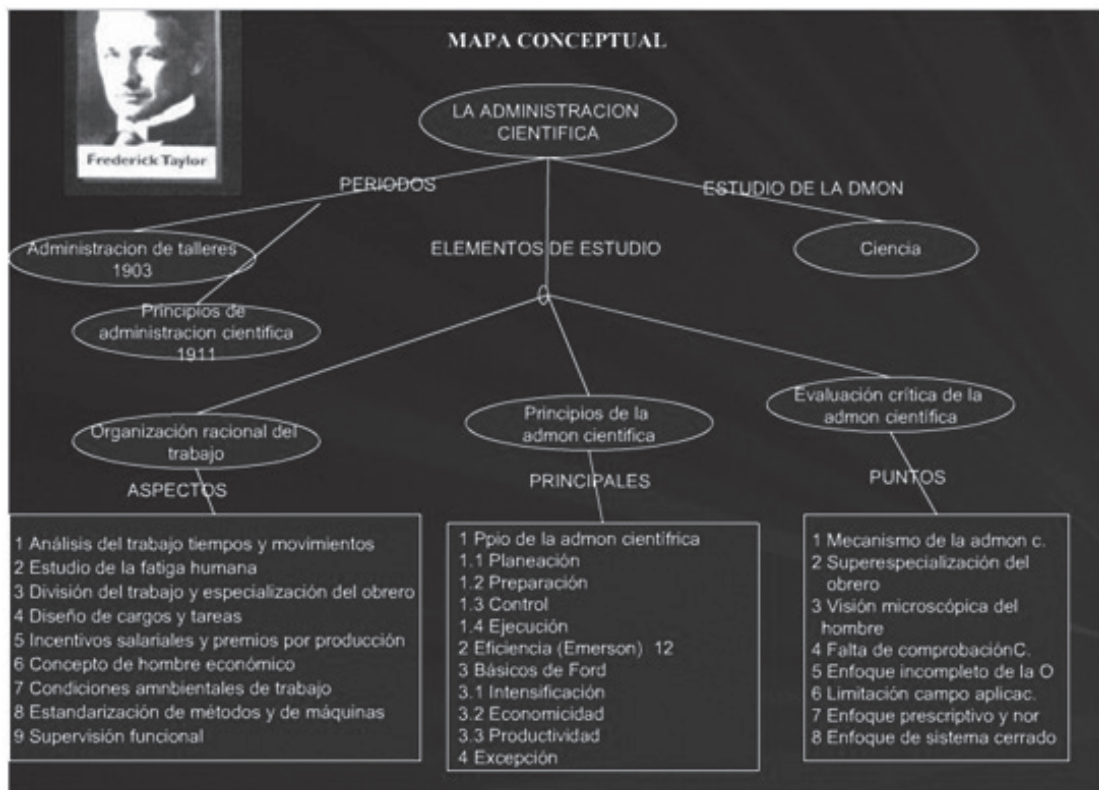 MAPA CONCEPTUAL
Frederick Taylor
LA ADMINISTRACION
CIENTIFICA
PERIODOS
ESTUDIO DE LA DMON
Administracion de talleres
1903
ELEMENTOS DE ESTUDIO
Ciencia
Principios de
administracion cientifica
1911
Organización racional del
trabajo
Principios de la
admon cientifica
Evaluación crítica de la
admon científica
ASPECTOS
PRINCIPALES
PUNTOS
1 Análisis del trabajo tiempos y movimientos
2 Estudio de la fatiga humana
3 División del trabajo y especialización del obrero
4 Diseño de cargos y tareas
5 Incentivos salariales y premios por producción
6 Concepto de hombre económico
7 Condiciones amnbientales de trabajo
8 Estandarización de métodos y de máquinas
9 Supervisión funcional
1 Ppio de la admon cientifrica
1.1 Planeación
1.2 Preparación
1.3 Control
1.4 Ejecución
2 Eficiencia (Emerson) 12
3 Básicos de Ford
3.1 Intensificación
3.2 Economicidad
3.3 Productividad
4 Excepción
1 Mecanismo de la admon c.
2 Superespecialización del
obrero
3 Visión microscópica del
hombre
4 Falta de comprobaciónC.
5 Enfoque incompleto de la O
6 Limitación campo aplicac.
7 Enfoque prescriptivo y nor
8 Enfoque de sistema cerrado